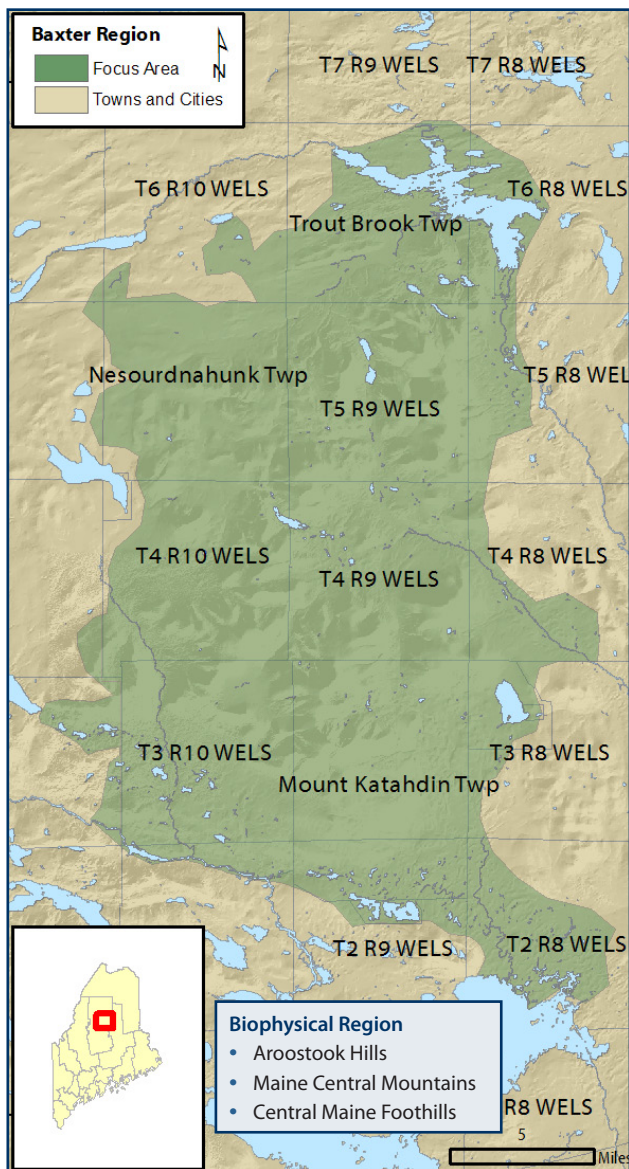 Baxter Region
N
Focus Area
Towns and Cities
T7 R9 WELS
T7 R8 WELS
T6 R10 WELS
T6 R8 WELS
Trout Brook Twp
Nesourdnahunk Twp
T5 R8 WEL
T5 R9 WELS
T4 R10 WELS
T4 R8 WELS
T4 R9 WELS
T3 R10 WELS
T3 R8 WELS
Mount Katahdin Twp
T2 R9 WELS
T2 R8 WELS
Biophysical Region
• Aroostook Hills
• Maine Central Mountains
• Central Maine Foothills
R8 WELS
5
Miles